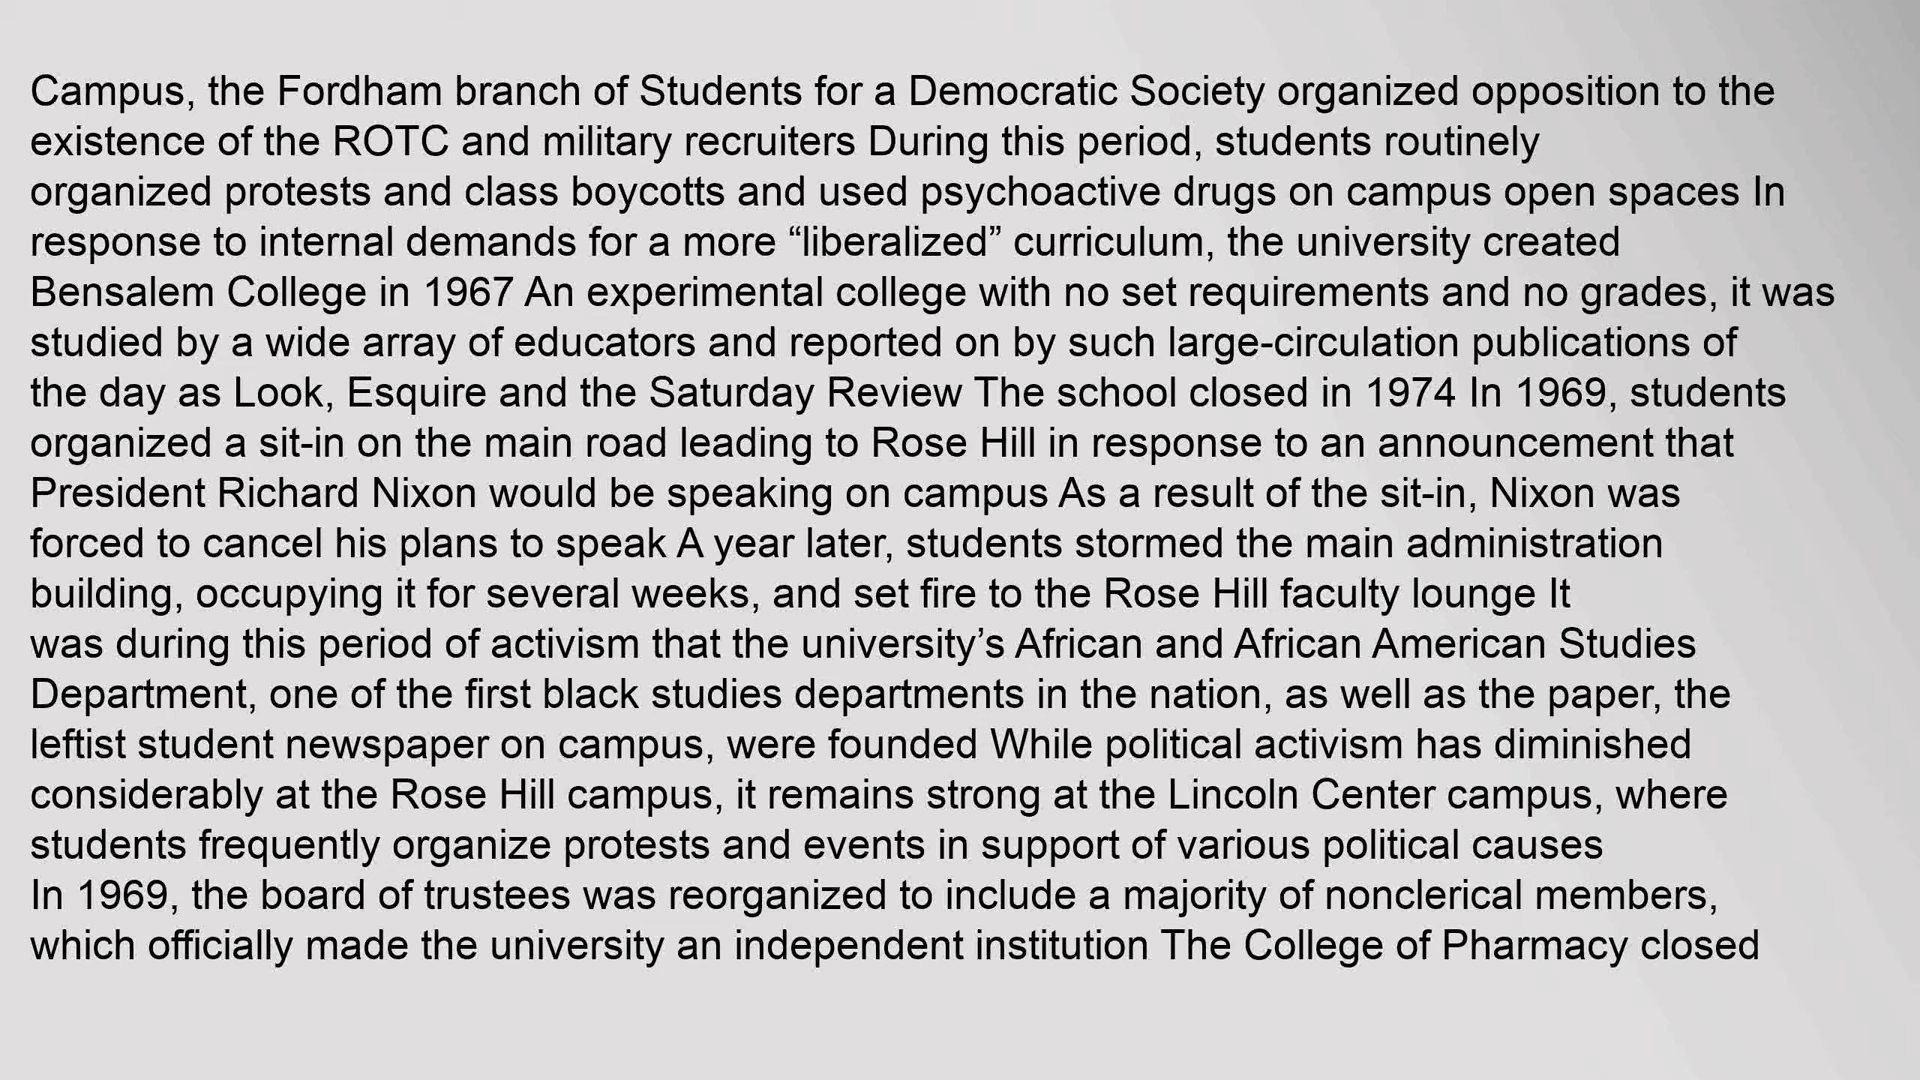 Campus, the Fordham branch of Students for a Democratic Society organized opposition to the
existence of the ROTC and military recruiters During this period, students routinely
organized protests and class boycotts and used psychoactive drugs on campus open spaces In
response to internal demands for a more “liberalized” curriculum, the university created
Bensalem College in 1967 An experimental college with no set requirements and no grades, it was
studied by a wide array of educators and reported on by such large-circulation publications of
the day as Look, Esquire and the Saturday Review The school closed in 1974 In 1969, students
organized a sit-in on the main road leading to Rose Hill in response to an announcement that
President Richard Nixon would be speaking on campus As a result of the sit-in, Nixon was
forced to cancel his plans to speak A year later, students stormed the main administration
building, occupying it for several weeks, and set fire to the Rose Hill faculty lounge It
was during this period of activism that the university’s African and African American Studies
Department, one of the first black studies departments in the nation, as well as the paper, the
leftist student newspaper on campus, were founded While political activism has diminished
considerably at the Rose Hill campus, it remains strong at the Lincoln Center campus, where
students frequently organize protests and events in support of various political causes
In 1969, the board of trustees was reorganized to include a majority of nonclerical members,
which officially made the university an independent institution The College of Pharmacy closed